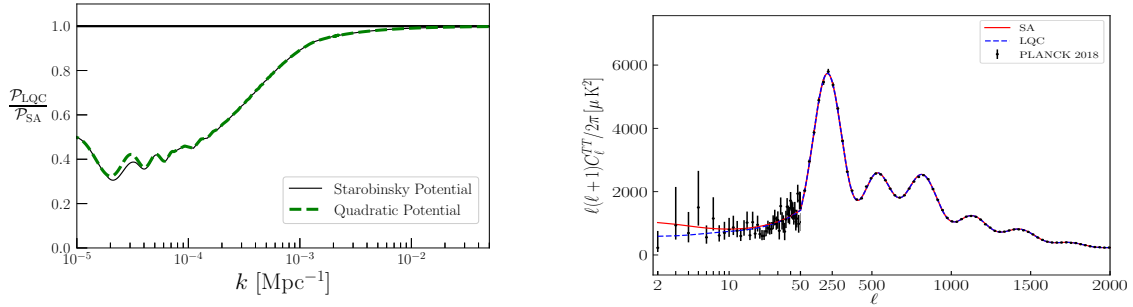 1.0
0.8
0.6
0.4
0.2
0.0
P_LQC
P_SA
Starobinsky Potential
Quadratic Potential
10⁻⁵ 10⁻⁴ 10⁻³ 10⁻²
k [Mpc⁻¹]
SA
LQC
PLANCK 2018
6000
4000
2000
0
ℓ(ℓ+1)C_ℓ^{TT}/2π [μ K²]
2 10 50 250 500 1000 1500 2000
ℓ